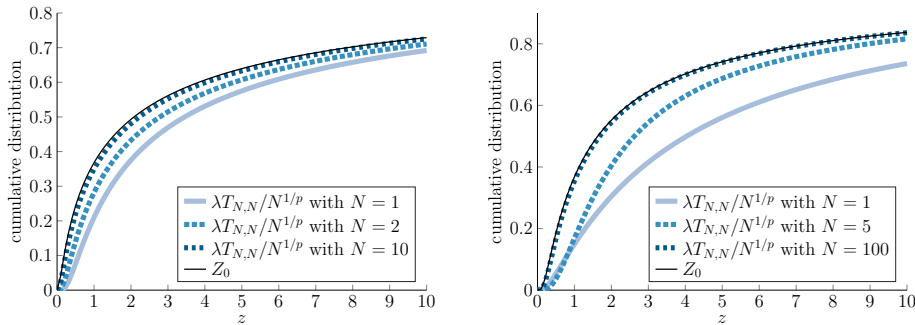 0.8
0.7
0.6
0.5
0.4
0.3
0.2
0.1
0
cumulative distribution
0 1 2 3 4 5 6 7 8 9 10
z
λT_{N,N}/N^{1/p} with N = 1
λT_{N,N}/N^{1/p} with N = 2
λT_{N,N}/N^{1/p} with N = 10
Z_0
0.8
0.6
0.4
0.2
0
cumulative distribution
0 1 2 3 4 5 6 7 8 9 10
z
λT_{N,N}/N^{1/p} with N = 1
λT_{N,N}/N^{1/p} with N = 5
λT_{N,N}/N^{1/p} with N = 100
Z_0